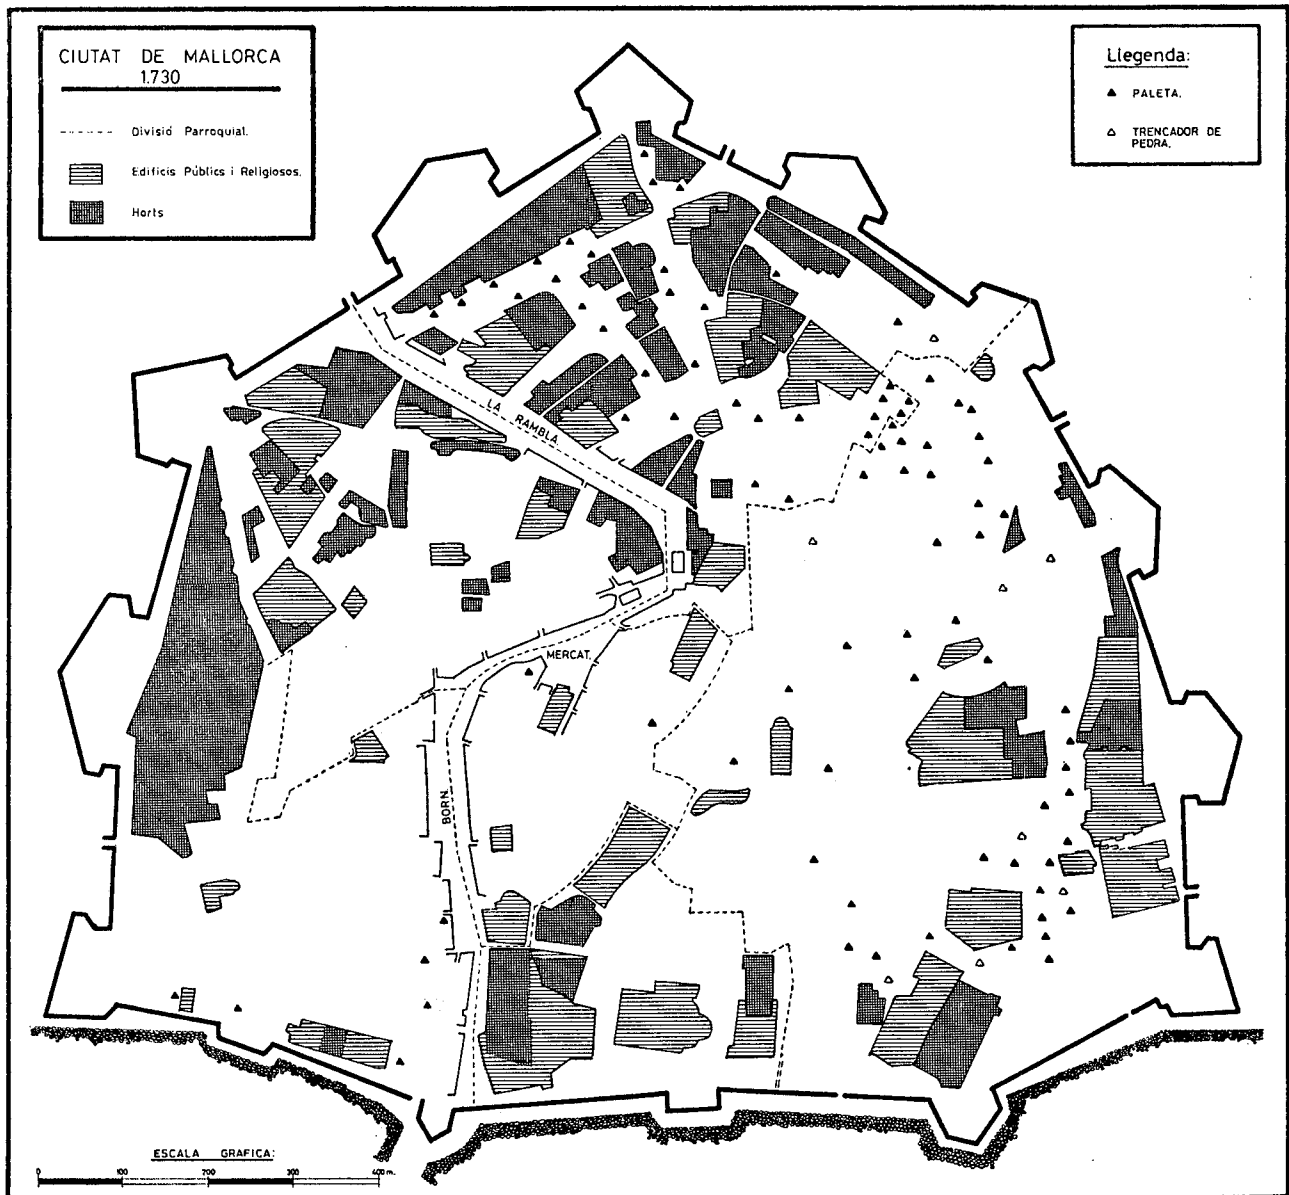 CIUTAT DE MALLORCA
1.730
Divisió Parroquial.
Edificis Públics i Religiosos.
Horts
Llegenda:
PALETA.
TRENCADOR DE
PEDRA.
LA RAMBLA.
MERCAT.
BORN.
ESCALA GRAFICA:
0 100 200 300 400 m.